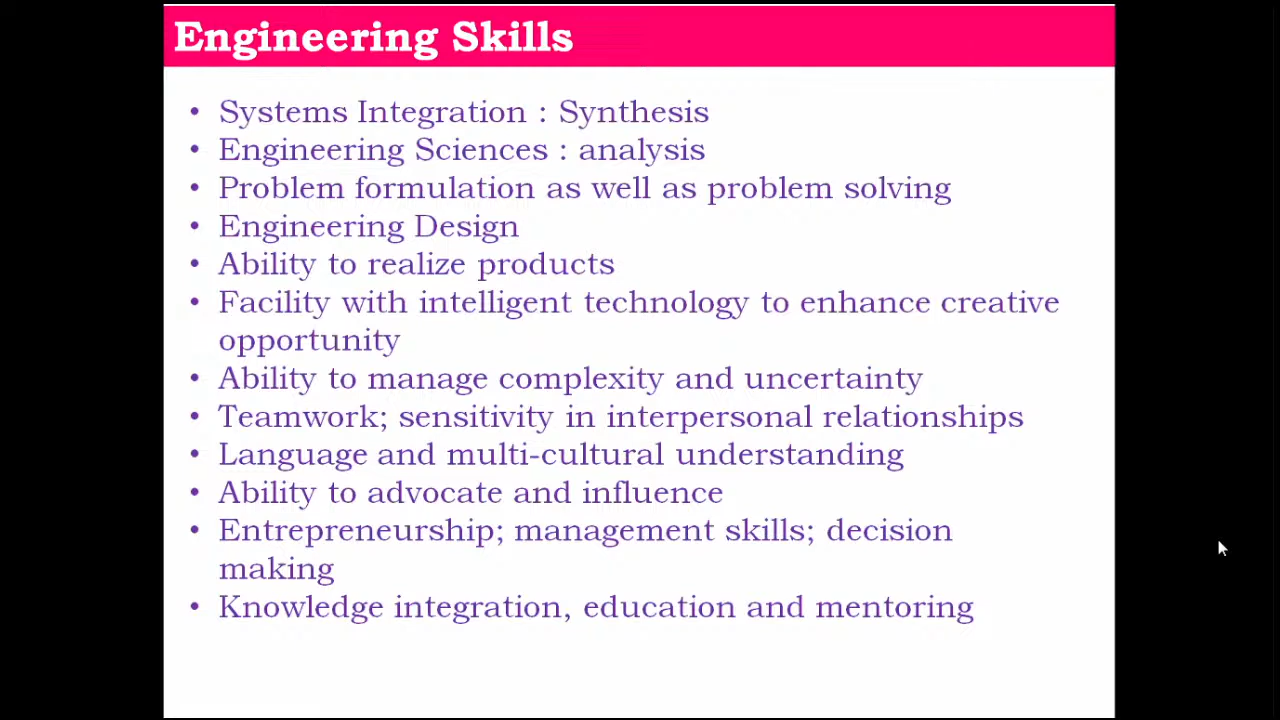 Engineering Skills
• Systems Integration : Synthesis
• Engineering Sciences : analysis
• Problem formulation as well as problem solving
• Engineering Design
• Ability to realize products
• Facility with intelligent technology to enhance creative
opportunity
• Ability to manage complexity and uncertainty
• Teamwork; sensitivity in interpersonal relationships
• Language and multi-cultural understanding
• Ability to advocate and influence
• Entrepreneurship; management skills; decision
making
• Knowledge integration, education and mentoring